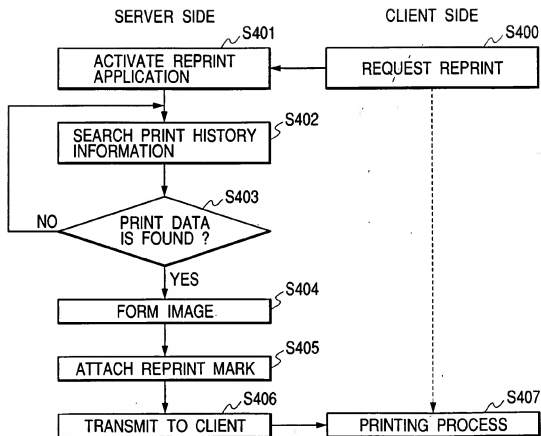 SERVER SIDE
CLIENT SIDE
S401
ACTIVATE REPRINT
APPLICATION
S400
REQUEST REPRINT
S402
SEARCH PRINT HISTORY
INFORMATION
S403
PRINT DATA
IS FOUND ?
NO
YES
S404
FORM IMAGE
S405
ATTACH REPRINT MARK
S406
TRANSMIT TO CLIENT
S407
PRINTING PROCESS